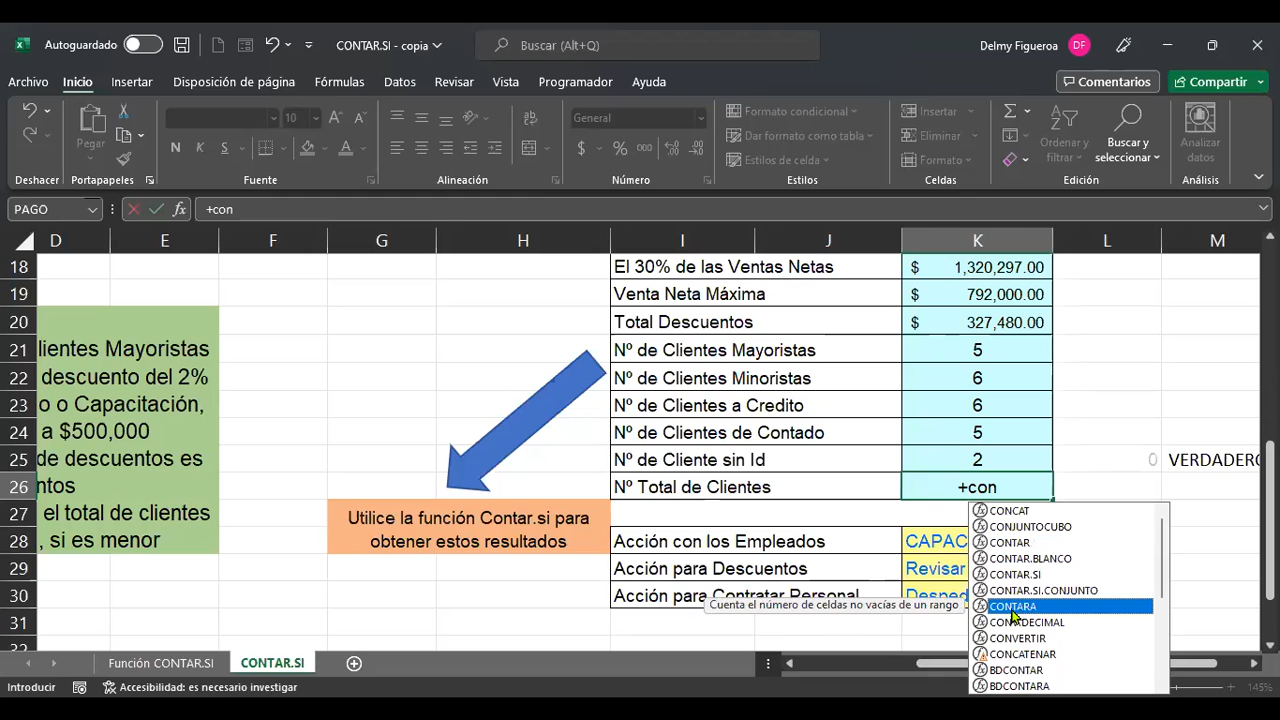 Autoguardado
CONTAR.SI - copia
Buscar (Alt+Q)
Delmy Figueroa
DF
Archivo Inicio Insertar Disposición de página Fórmulas Datos Revisar Vista Programador Ayuda
Comentarios
Compartir
Pegar
10
N K S
General
$ % 000
Formato condicional
Dar formato como tabla
Estilos de celda
Insertar
Eliminar
Formato
Ordenar y filtrar
Buscar y seleccionar
Analizar datos
Deshacer Portapapeles Fuente Alineación Número Estilos Celdas Edición Análisis
PAGO
fx
+con
D E F G H I J K L M
18 El 30% de las Ventas Netas $ 1,320,297.00
19 Venta Neta Máxima $ 792,000.00
20 Total Descuentos $ 327,480.00
21 lientes Mayoristas Nº de Clientes Mayoristas 5
22 descuento del 2% Nº de Clientes Minoristas 6
23 o o Capacitación, Nº de Clientes a Credito 6
24 a $500,000 Nº de Clientes de Contado 5
25 de descuentos es Nº de Cliente sin Id 2 0 VERDADERO
26 ntos Nº Total de Clientes +con
27 el total de clientes
28 , si es menor Acción con los Empleados CAPAC
29 Acción para Descuentos Revisar
30 Acción para Contratar Personal Desped
31
32
Utilice la función Contar.si para
obtener estos resultados
Cuenta el número de celdas no vacías de un rango
CONCAT
CONJUNTOCUBO
CONTAR
CONTAR.BLANCO
CONTAR.SI
CONTAR.SI.CONJUNTO
CONTARA
CONV.DECIMAL
CONVERTIR
CONCATENAR
BDCONTAR
BDCONTARA
Función CONTAR.SI
CONTAR.SI
Introducir
Accesibilidad: es necesario investigar
145%